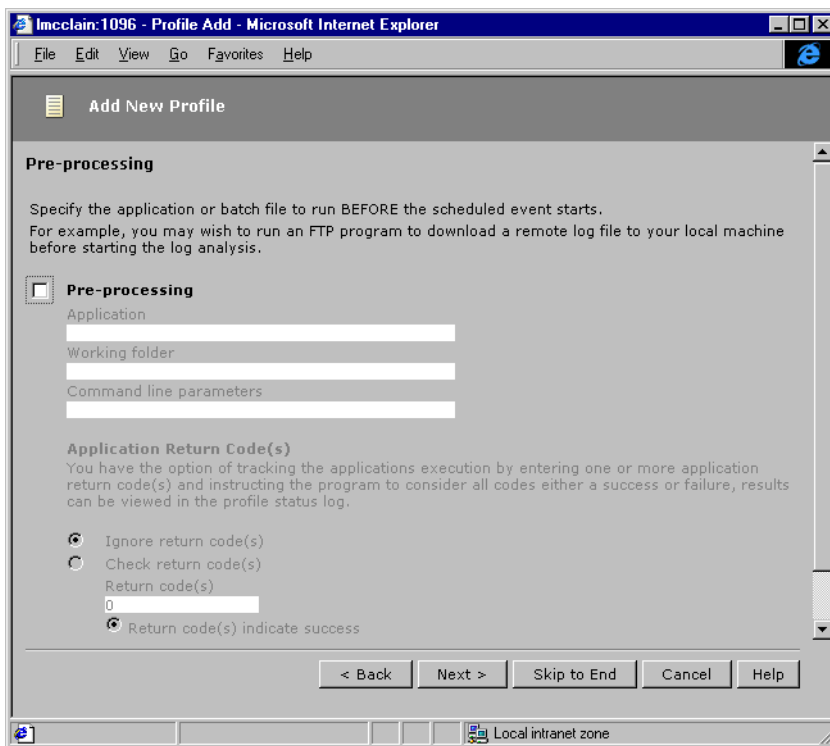 lmcclain:1096 - Profile Add - Microsoft Internet Explorer
File Edit View Go Favorites Help
Add New Profile
Pre-processing
Specify the application or batch file to run BEFORE the scheduled event starts.
For example, you may wish to run an FTP program to download a remote log file to your local machine
before starting the log analysis.
Pre-processing
Application
Working folder
Command line parameters
Application Return Code(s)
You have the option of tracking the applications execution by entering one or more application
return code(s) and instructing the program to consider all codes either a success or failure, results
can be viewed in the profile status log.
Ignore return code(s)
Check return code(s)
Return code(s)
0
Return code(s) indicate success
< Back Next > Skip to End Cancel Help
Local intranet zone